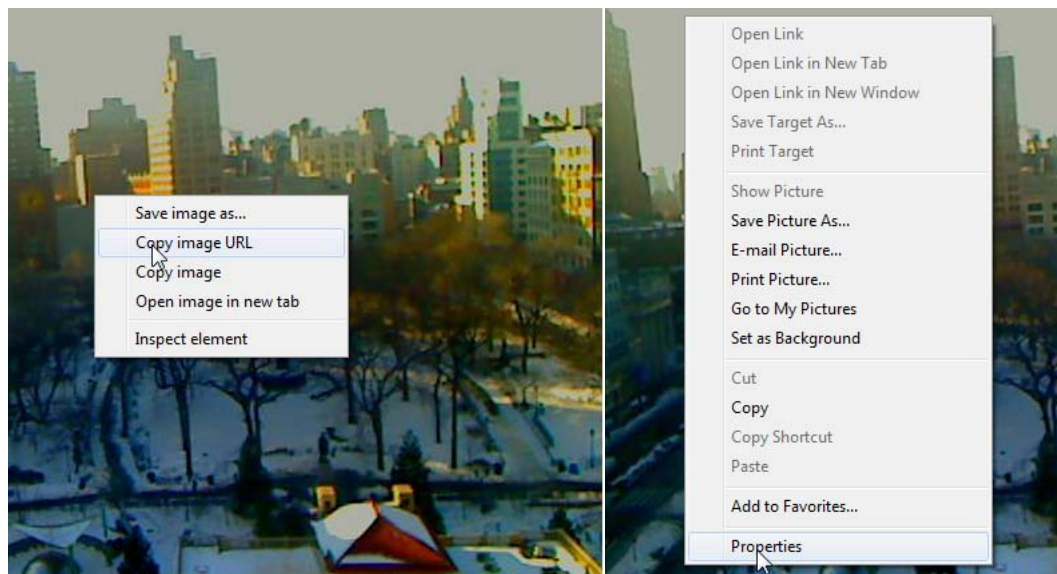 Save image as...
Copy image URL
Copy image
Open image in new tab
Inspect element
Open Link
Open Link in New Tab
Open Link in New Window
Save Target As...
Print Target
Show Picture
Save Picture As...
E-mail Picture...
Print Picture...
Go to My Pictures
Set as Background
Cut
Copy
Copy Shortcut
Paste
Add to Favorites...
Properties